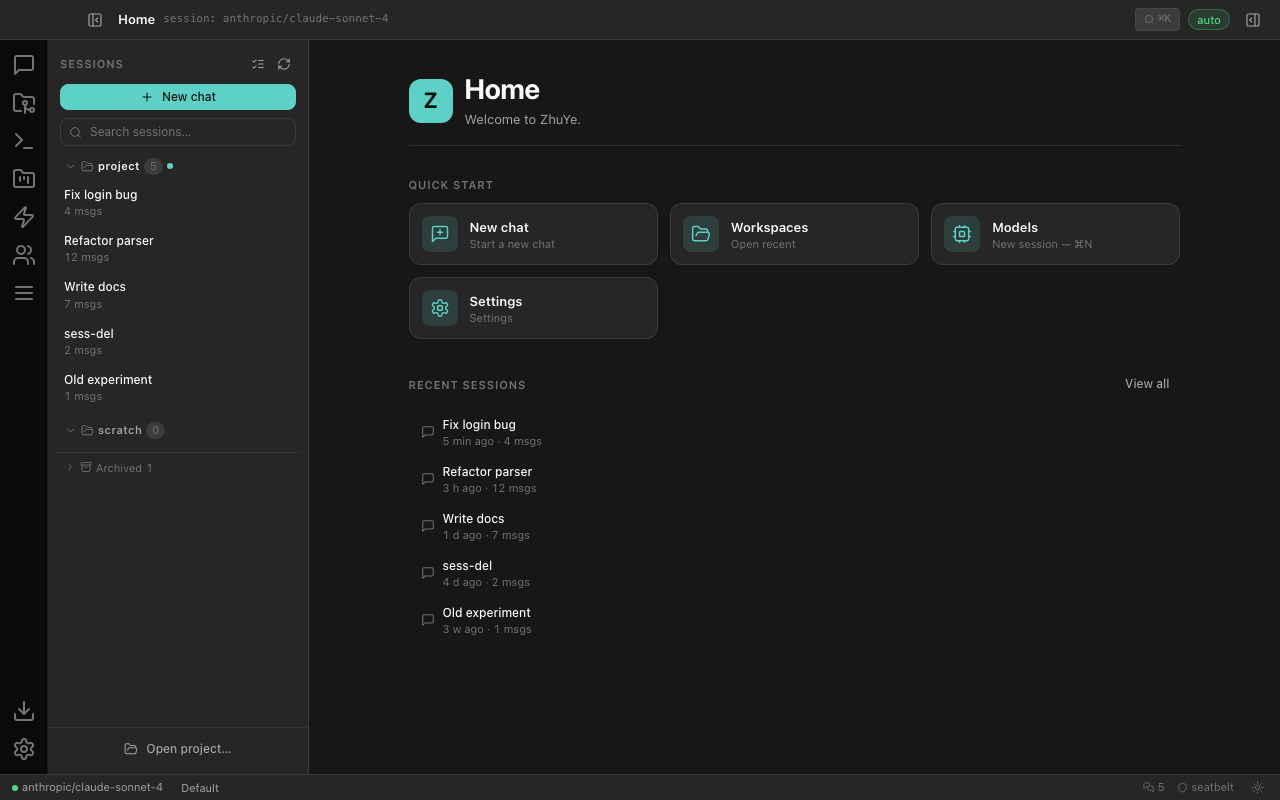 Home session: anthropic/claude-sonnet-4
⌘K
auto
SESSIONS
New chat
Search sessions...
project 5
Fix login bug
4 msgs
Refactor parser
12 msgs
Write docs
7 msgs
sess-del
2 msgs
Old experiment
1 msgs
scratch 0
Archived 1
Open project...
Z
Home
Welcome to ZhuYe.
QUICK START
New chat
Start a new chat
Workspaces
Open recent
Models
New session — ⌘N
Settings
Settings
RECENT SESSIONS
View all
Fix login bug
5 min ago · 4 msgs
Refactor parser
3 h ago · 12 msgs
Write docs
1 d ago · 7 msgs
sess-del
4 d ago · 2 msgs
Old experiment
3 w ago · 1 msgs
anthropic/claude-sonnet-4 Default
5 seatbelt